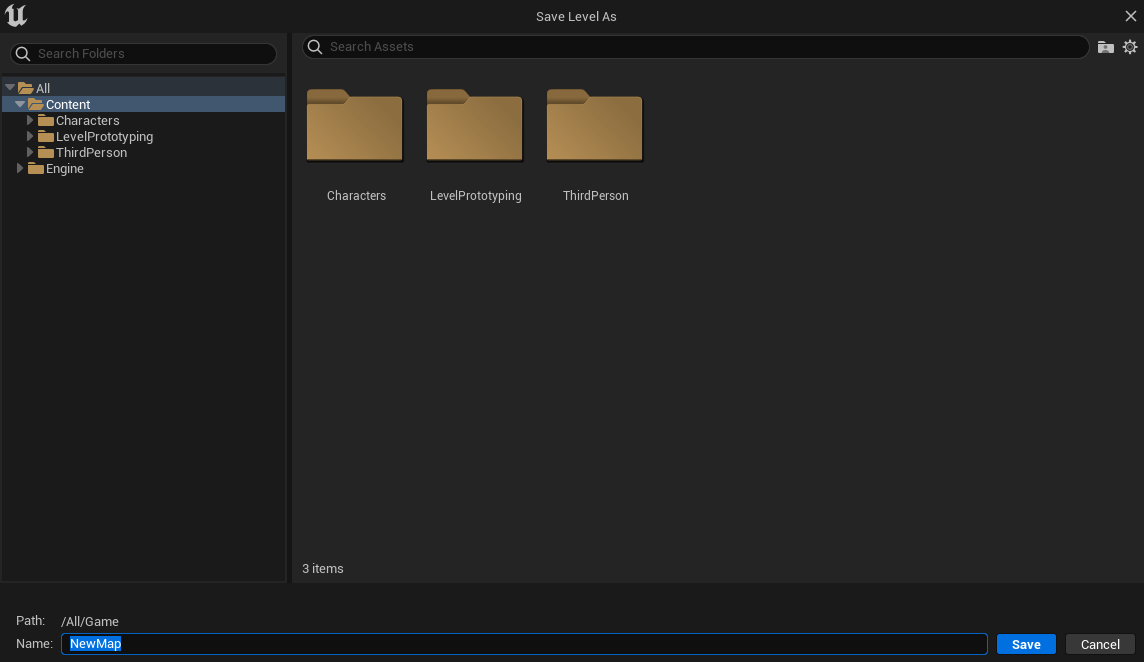 Save Level As
Search Folders
Search Assets
All
Content
Characters
LevelPrototyping
ThirdPerson
Engine
Characters LevelPrototyping ThirdPerson
3 items
Path: /All/Game
Name: NewMap Save Cancel